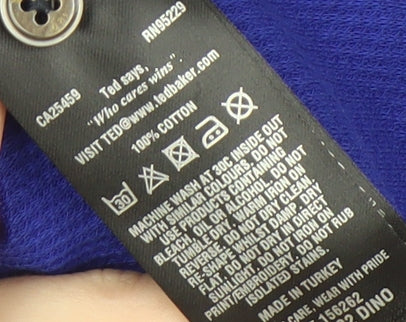 CA25459
RN95229
Ted says,
"Who cares wins".
VISIT TED@www.tedbaker.com
100% COTTON
30
MACHINE WASH AT 30C INSIDE OUT
WITH SIMILAR COLOURS. DO NOT
USE PRODUCTS CONTAINING
BLEACH, OIL OR ALCOHOL. DO NOT
TUMBLE DRY. WARM IRON ON
REVERSE. DO NOT DRY CLEAN.
RE-SHAPE WHILST DAMP. DRY
FLAT. DO NOT DRY IN DIRECT
SUNLIGHT. DO NOT IRON ON
PRINT/EMBROIDERY. DO NOT RUB
ISOLATED STAINS.
MADE IN TURKEY
CARE, WEAR WITH PRIDE
156262
DINO